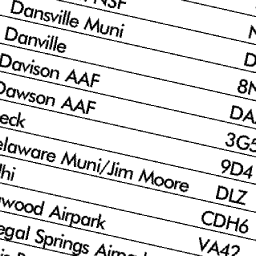 NSF
Dansville Muni N
Danville D
Davison AAF 8N
Dawson AAF DA
eck 3G5
elaware Muni/Jim Moore 9D4
lhi DLZ
wood Airpark CDH6
egal Springs VA42